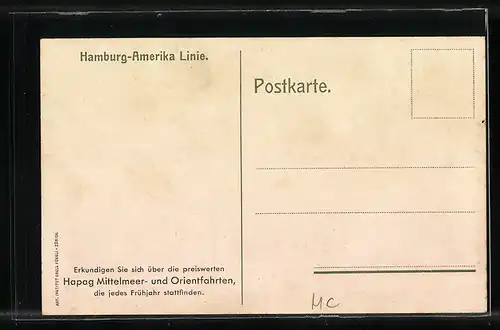 Hamburg-Amerika Linie.
Postkarte.
Erkundigen Sie sich über die preiswerten
Hapag Mittelmeer- und Orientfahrten,
die jedes Frühjahr stattfinden.
MC